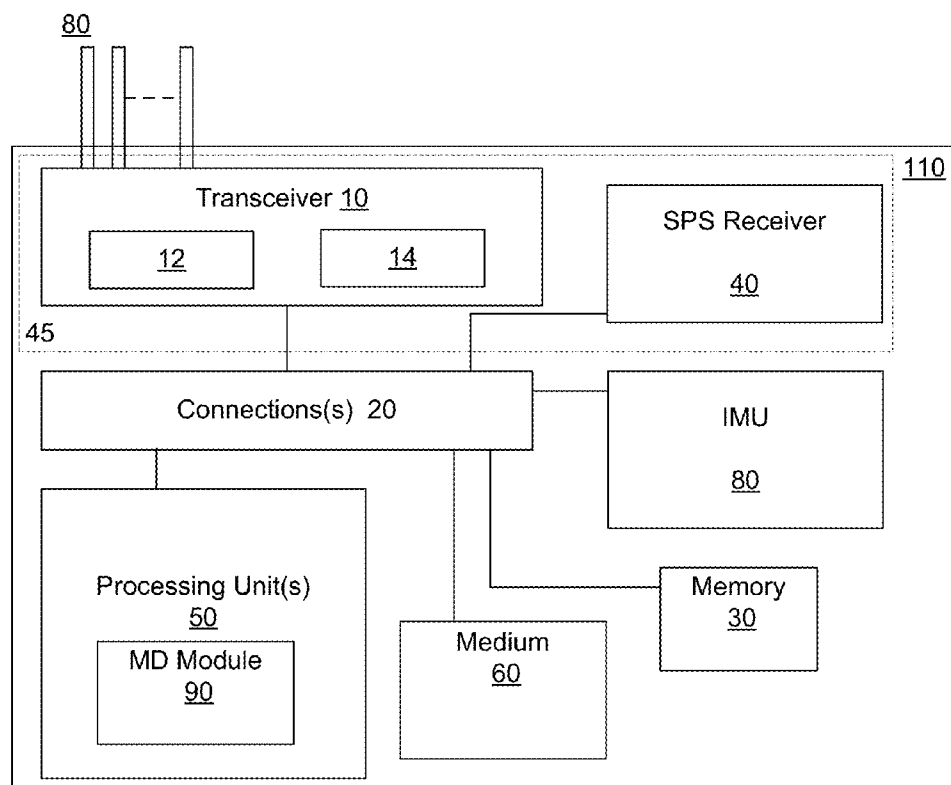 80
110
Transceiver 10
12
14
SPS Receiver
40
45
Connections(s) 20
IMU
80
Processing Unit(s)
50
MD Module
90
Medium
60
Memory
30